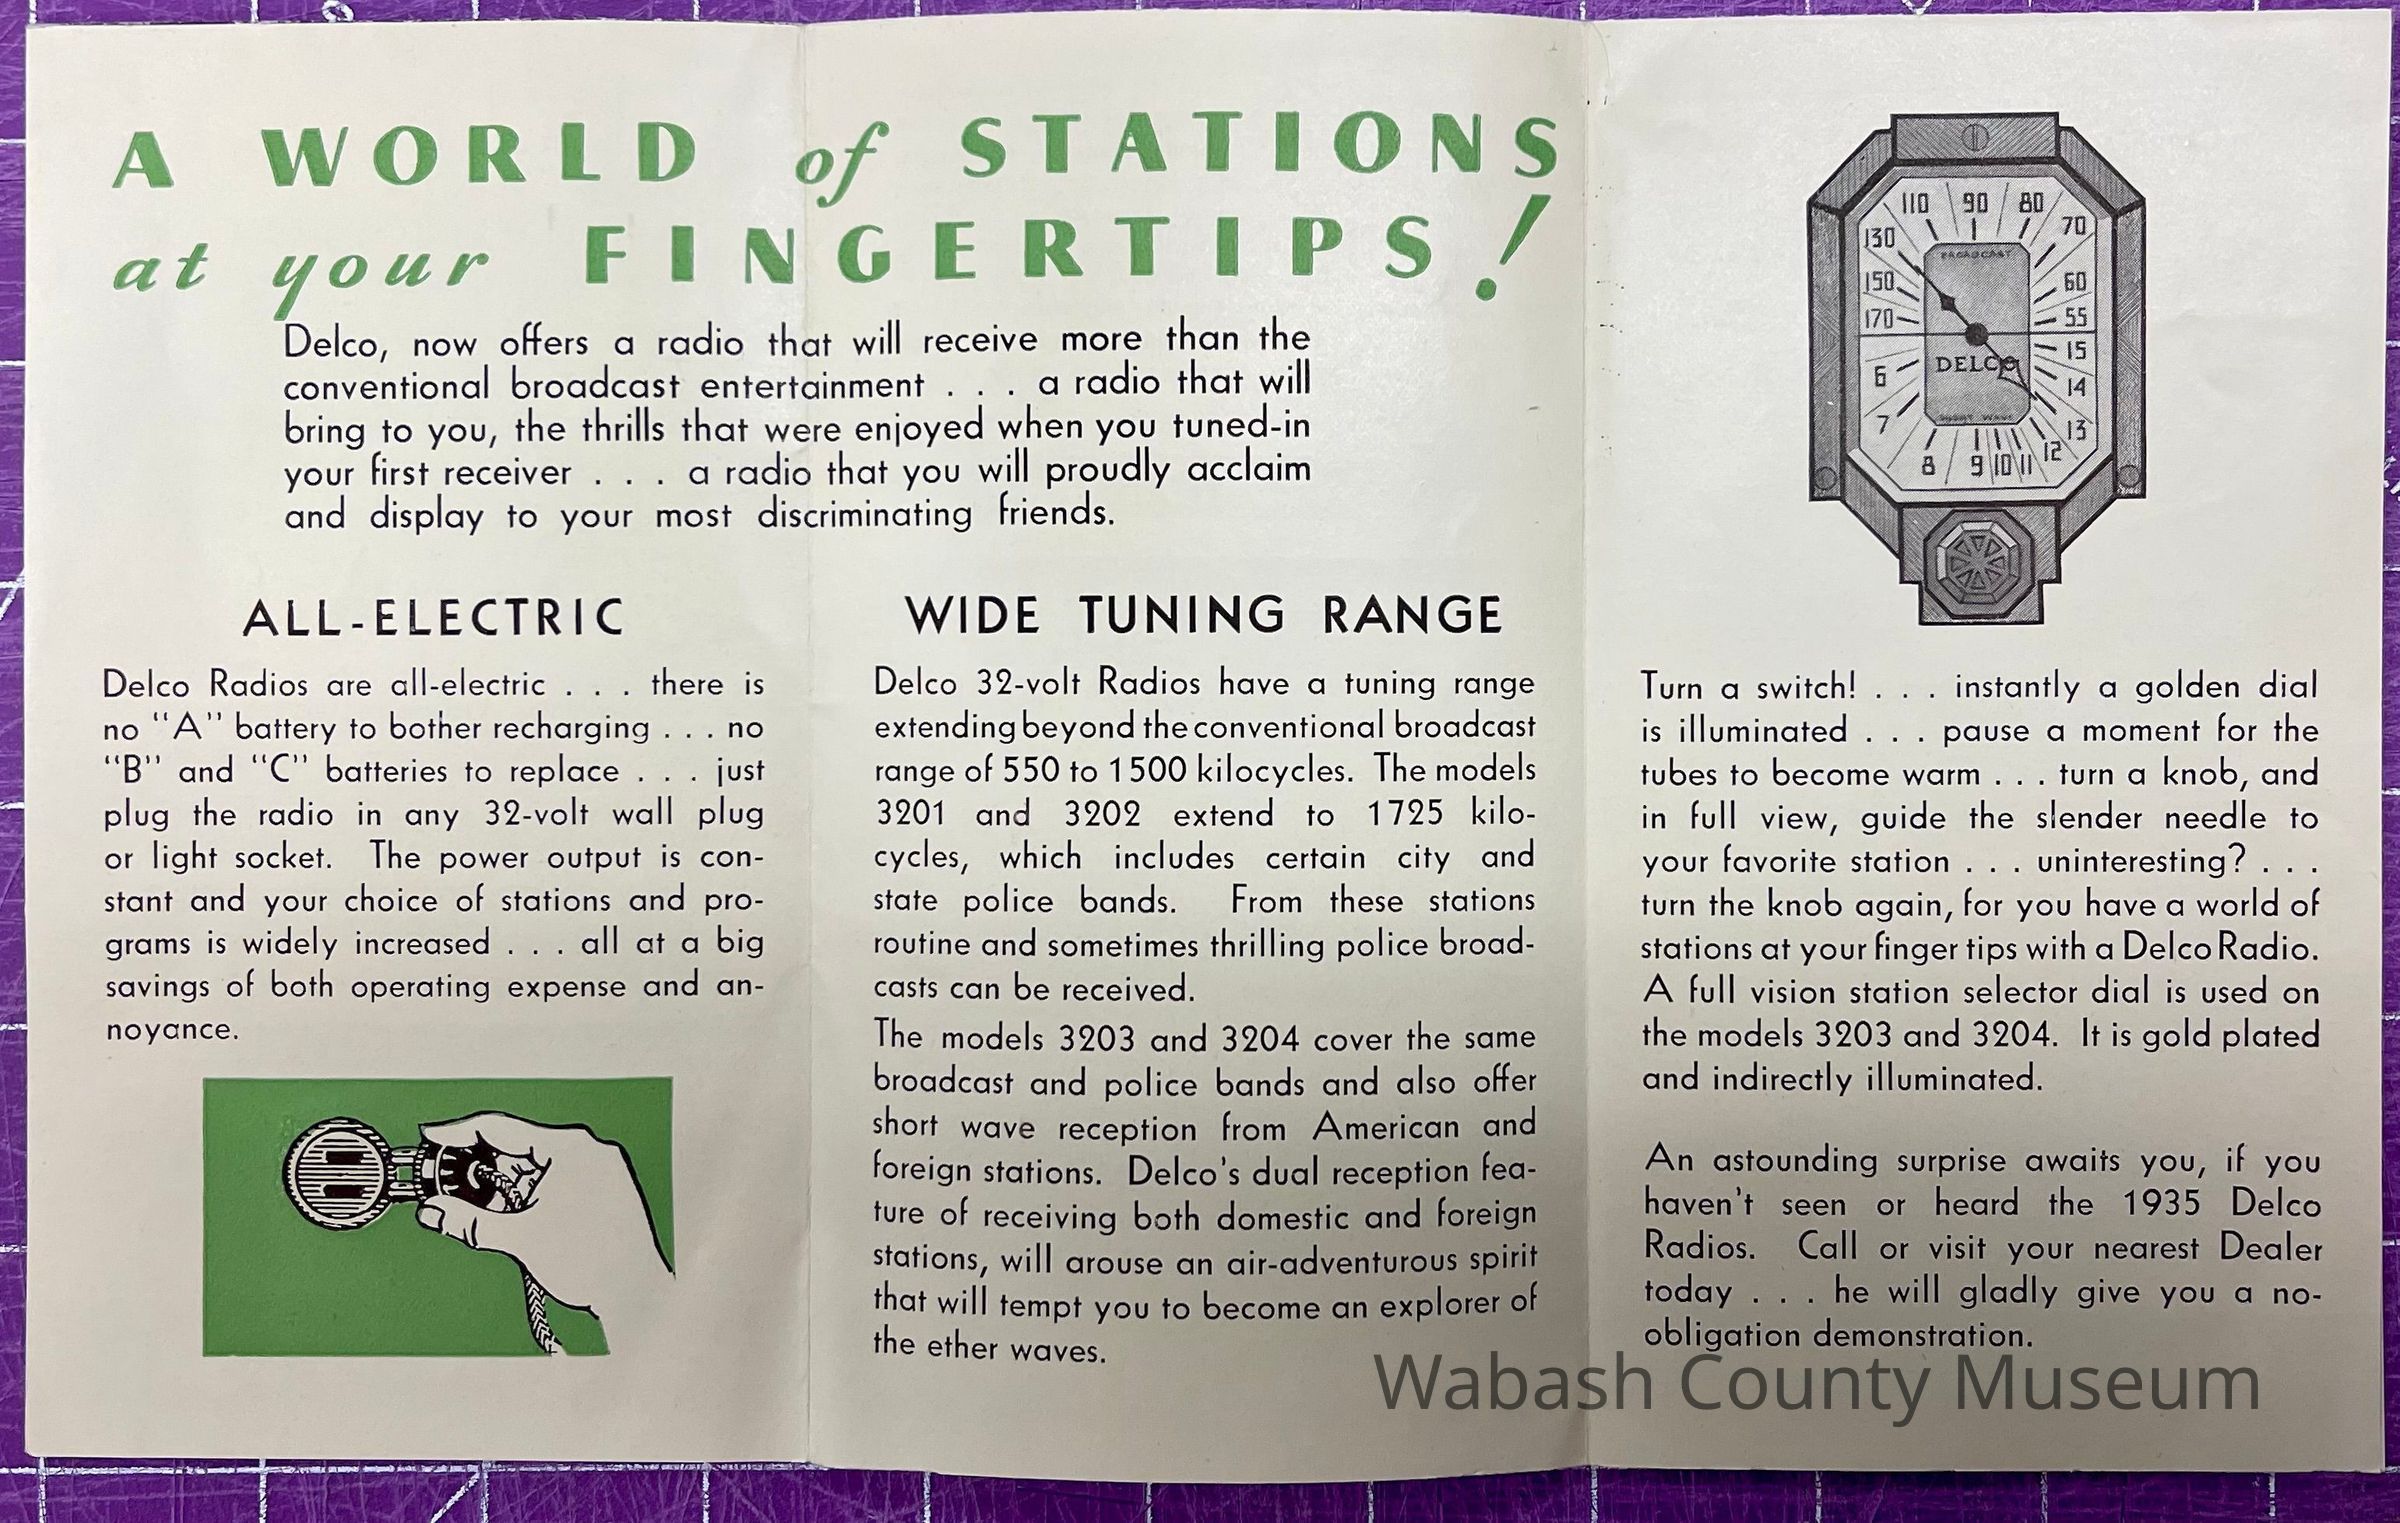 A WORLD of STATIONS
at your FINGERTIPS!
Delco, now offers a radio that will receive more than the
conventional broadcast entertainment . . . a radio that will
bring to you, the thrills that were enjoyed when you tuned-in
your first receiver . . . a radio that you will proudly acclaim
and display to your most discriminating friends.
ALL-ELECTRIC
Delco Radios are all-electric . . . there is
no "A" battery to bother recharging . . . no
"B" and "C" batteries to replace . . . just
plug the radio in any 32-volt wall plug
or light socket. The power output is con-
stant and your choice of stations and pro-
grams is widely increased . . . all at a big
savings of both operating expense and an-
noyance.
WIDE TUNING RANGE
Delco 32-volt Radios have a tuning range
extending beyond the conventional broadcast
range of 550 to 1500 kilocycles. The models
3201 and 3202 extend to 1725 kilo-
cycles, which includes certain city and
state police bands. From these stations
routine and sometimes thrilling police broad-
casts can be received.
The models 3203 and 3204 cover the same
broadcast and police bands and also offer
short wave reception from American and
foreign stations. Delco's dual reception fea-
ture of receiving both domestic and foreign
stations, will arouse an air-adventurous spirit
that will tempt you to become an explorer of
the ether waves.
110 90 80
130 70
150 60
170 55
BROADCAST
DELCO
SHORT WAVE
15
6 14
7 13
8 9 10 11 12
Turn a switch! . . . instantly a golden dial
is illuminated . . . pause a moment for the
tubes to become warm . . . turn a knob, and
in full view, guide the slender needle to
your favorite station . . . uninteresting? . . .
turn the knob again, for you have a world of
stations at your finger tips with a Delco Radio.
A full vision station selector dial is used on
the models 3203 and 3204. It is gold plated
and indirectly illuminated.
An astounding surprise awaits you, if you
haven't seen or heard the 1935 Delco
Radios. Call or visit your nearest Dealer
today . . . he will gladly give you a no-
obligation demonstration.
Wabash County Museum